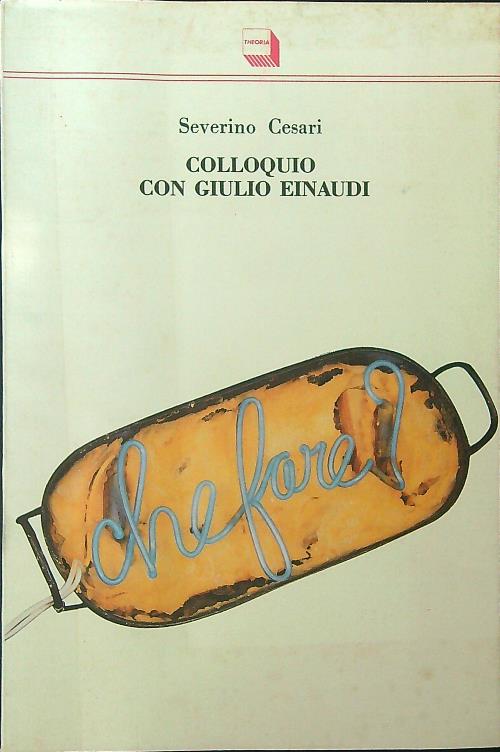 THEORIA
Severino Cesari
COLLOQUIO
CON GIULIO EINAUDI
che fare?